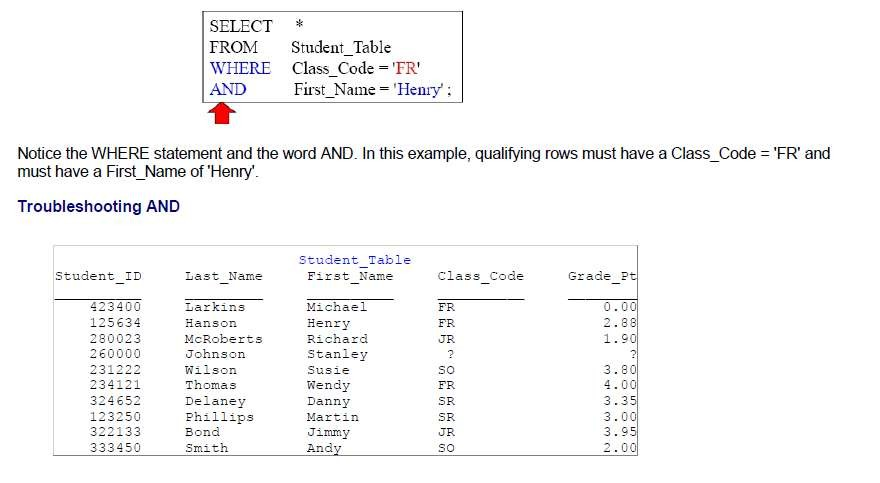 SELECT *
FROM Student_Table
WHERE Class_Code = 'FR'
AND First_Name = 'Henry' ;
Notice the WHERE statement and the word AND. In this example, qualifying rows must have a Class_Code = 'FR' and
must have a First_Name of 'Henry'.
Troubleshooting AND
Student_Table
Student_ID Last_Name First_Name Class_Code Grade_Pt
423400 Larkins Michael FR 0.00
125634 Hanson Henry FR 2.88
280023 McRoberts Richard JR 1.90
260000 Johnson Stanley ? ?
231222 Wilson Susie SO 3.80
234121 Thomas Wendy FR 4.00
324652 Delaney Danny SR 3.35
123250 Phillips Martin SR 3.00
322133 Bond Jimmy JR 3.95
333450 Smith Andy SO 2.00